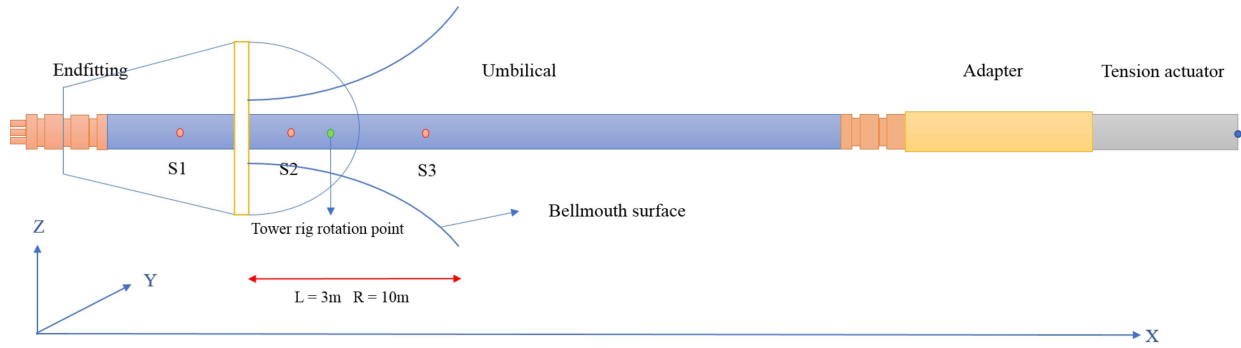 Endfitting
Umbilical
Adapter
Tension actuator
S1
S2
S3
Bellmouth surface
Tower rig rotation point
Z
Y
L = 3m R = 10m
X